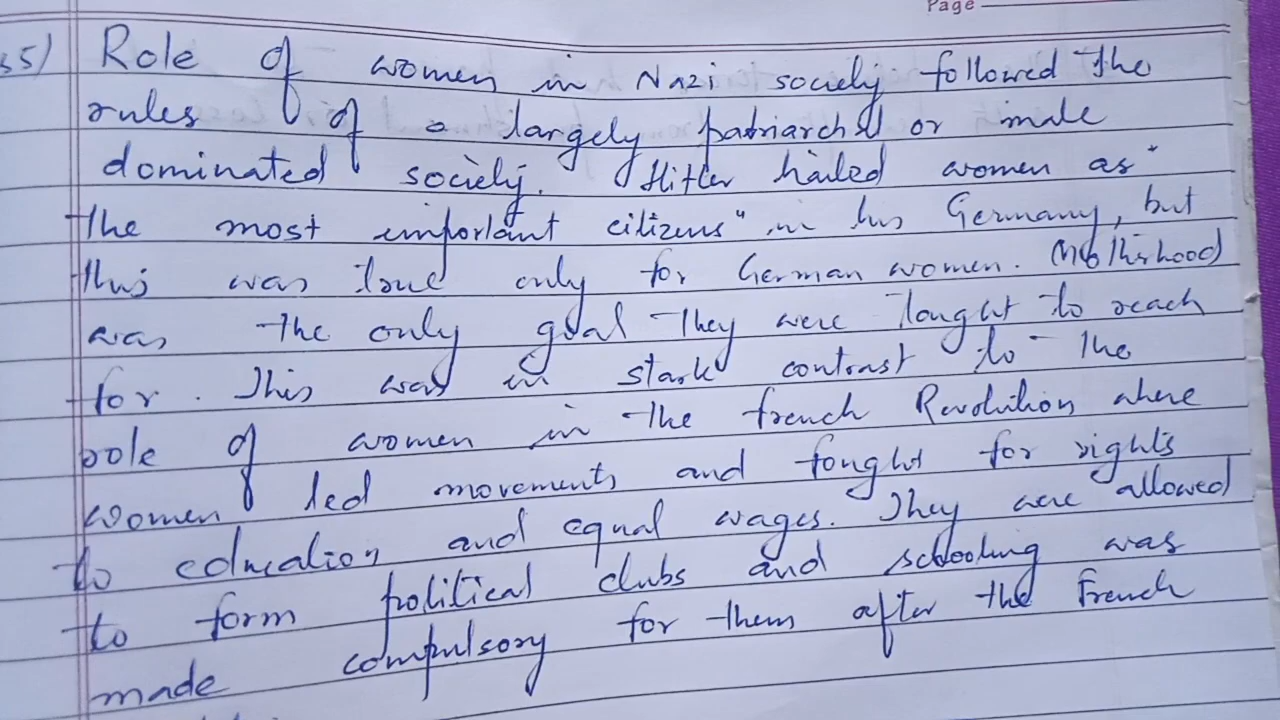 Page
35) Role of women in Nazi society followed the
rules of a largely patriarchal or male
dominated society. Hitler hailed women as "
the most important citizens" in his Germany, but
this was true only for German women. Motherhood
was the only goal they were taught to reach
for. This was in stark contrast to the
role of women in the French Revolution where
women led movements and fought for rights
to education and equal wages. They were allowed
to form political clubs and schooling was
made compulsory for them after the French